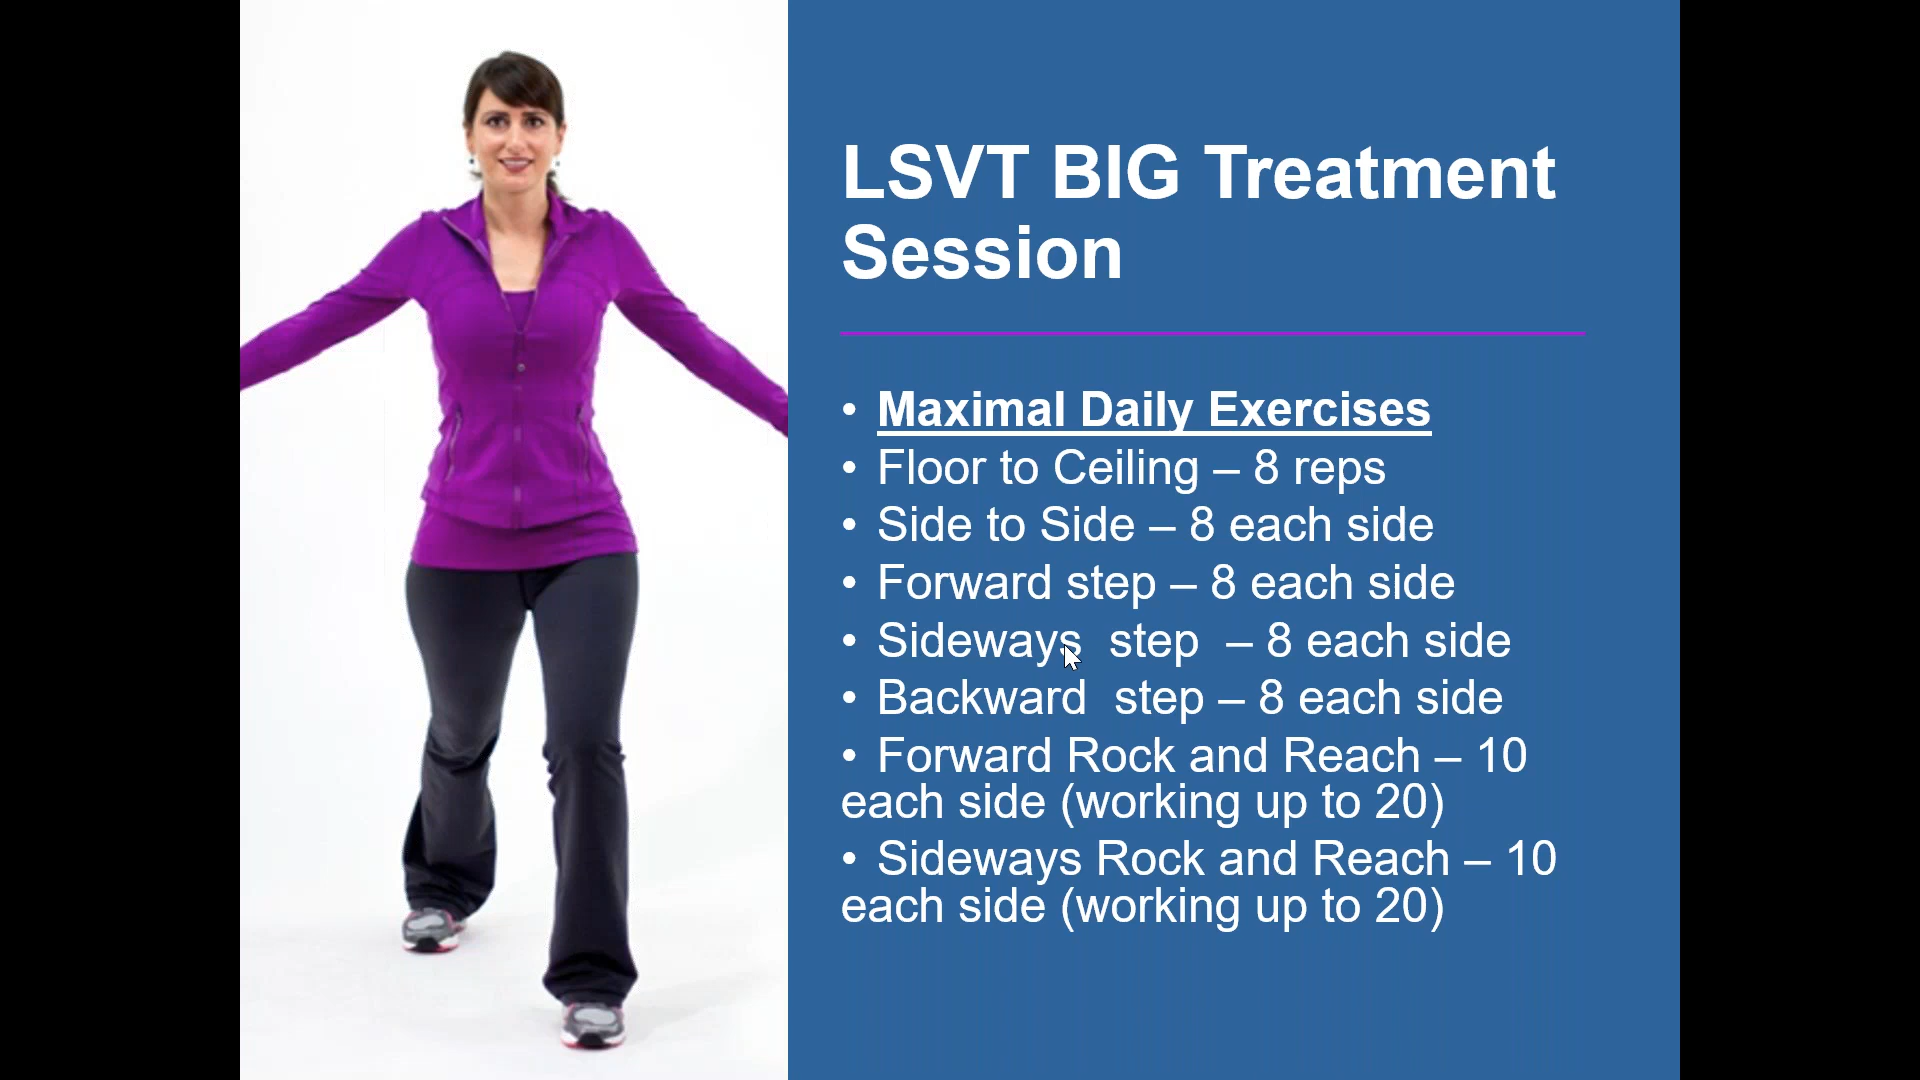 LSVT BIG Treatment
Session
• Maximal Daily Exercises
• Floor to Ceiling – 8 reps
• Side to Side – 8 each side
• Forward step – 8 each side
• Sideways  step  – 8 each side
• Backward  step – 8 each side
• Forward Rock and Reach – 10
each side (working up to 20)
• Sideways Rock and Reach – 10
each side (working up to 20)